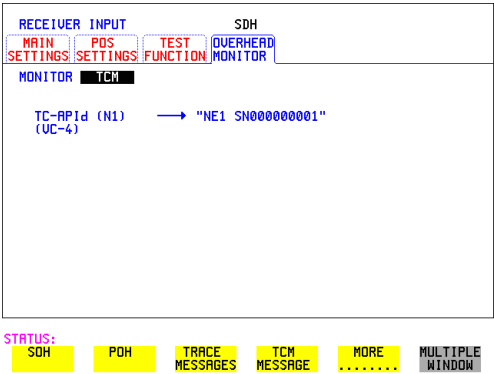 RECEIVER INPUT SDH
MAIN SETTINGS POS SETTINGS TEST FUNCTION OVERHEAD MONITOR
MONITOR TCM
TC-APId (N1) → "NE1 SN000000001"
(VC-4)
STATUS:
SOH POH TRACE MESSAGES TCM MESSAGE MORE ........ MULTIPLE WINDOW